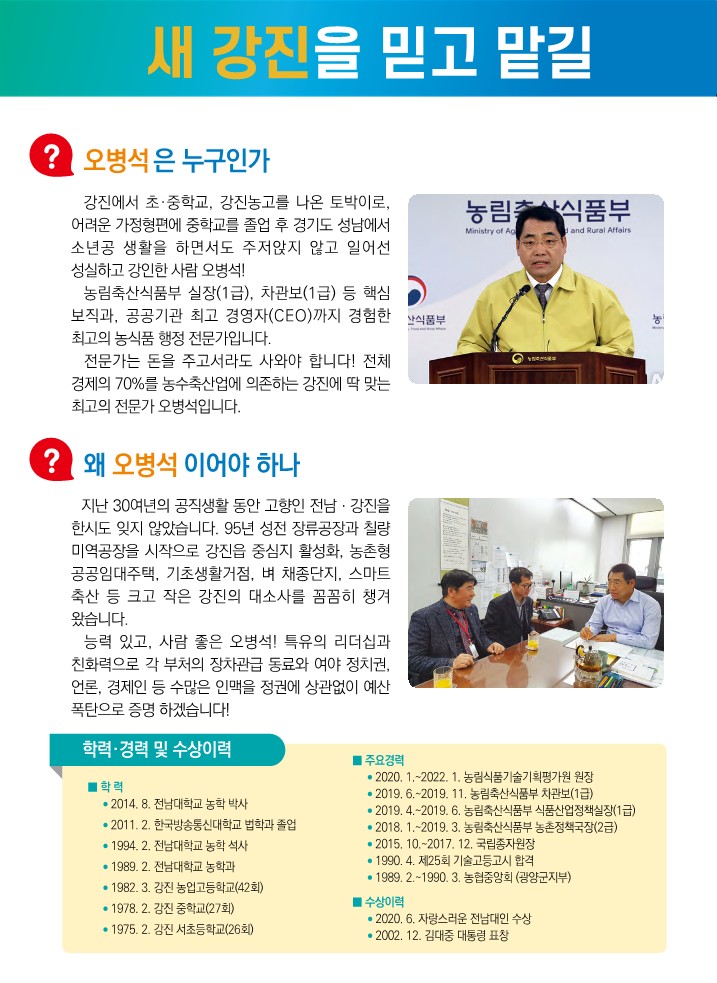 새 강진을 믿고 맡길
? 오병석은 누구인가
강진에서 초·중학교, 강진농고를 나온 토박이로,
어려운 가정형편에 중학교를 졸업 후 경기도 성남에서
소년공 생활을 하면서도 주저앉지 않고 일어선
성실하고 강인한 사람 오병석!
농림축산식품부 실장(1급), 차관보(1급) 등 핵심
보직과, 공공기관 최고 경영자(CEO)까지 경험한
최고의 농식품 행정 전문가입니다.
전문가는 돈을 주고서라도 사와야 합니다! 전체
경제의 70%를 농수축산업에 의존하는 강진에 딱 맞는
최고의 전문가 오병석입니다.
농림축산식품부
Ministry of and Rural Affairs
산식품부
농림축산식품부
? 왜 오병석이어야 하나
지난 30여년의 공직생활 동안 고향인 전남·강진을
한시도 잊지 않았습니다. 95년 성전 장류공장과 칠량
미역공장을 시작으로 강진읍 중심지 활성화, 농촌형
공공임대주택, 기초생활거점, 벼 채종단지, 스마트
축산 등 크고 작은 강진의 대소사를 꼼꼼히 챙겨
왔습니다.
능력 있고, 사람 좋은 오병석! 특유의 리더십과
친화력으로 각 부처의 장차관급 동료와 여야 정치권,
언론, 경제인 등 수많은 인맥을 정권에 상관없이 예산
폭탄으로 증명 하겠습니다!
학력·경력 및 수상이력
■ 학 력
• 2014. 8. 전남대학교 농학 박사
• 2011. 2. 한국방송통신대학교 법학과 졸업
• 1994. 2. 전남대학교 농학 석사
• 1989. 2. 전남대학교 농학과
• 1982. 3. 강진 농업고등학교(42회)
• 1978. 2. 강진 중학교(27회)
• 1975. 2. 강진 서초등학교(26회)
■ 주요경력
• 2020. 1.~2022. 1. 농림식품기술기획평가원 원장
• 2019. 6.~2019. 11. 농림축산식품부 차관보(1급)
• 2019. 4.~2019. 6. 농림축산식품부 식품산업정책실장(1급)
• 2018. 1.~2019. 3. 농림축산식품부 농촌정책국장(2급)
• 2015. 10.~2017. 12. 국립종자원장
• 1990. 4. 제25회 기술고등고시 합격
• 1989. 2.~1990. 3. 농협중앙회 (광양군지부)
■ 수상이력
• 2020. 6. 자랑스러운 전남대인 수상
• 2002. 12. 김대중 대통령 표창